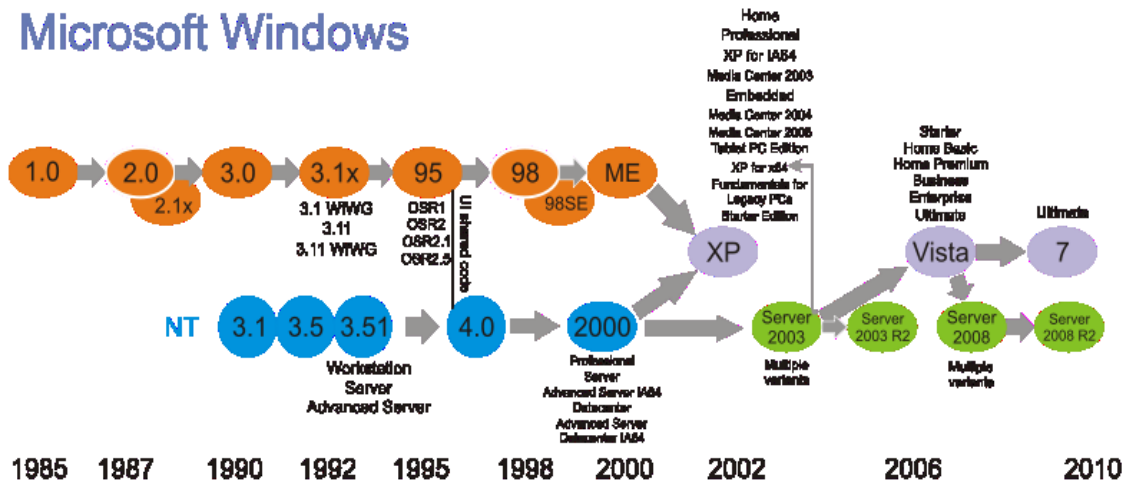 Microsoft Windows
Home
Professional
XP for IA64
Media Center 2003
Embedded
Media Center 2004
Media Center 2005
Tablet PC Edition
XP for x64
Fundamentals for
Legacy PCs
Starter Edition
Starter
Home Basic
Home Premium
Business
Enterprise
Ultimate
Ultimate
1.0
2.0
2.1x
3.0
3.1x
95
98
98SE
ME
3.1 WfWG
3.11
3.11 WfWG
OSR1
OSR2
OSR2.1
OSR2.5
UI shared code
XP
Vista
7
NT
3.1
3.5
3.51
4.0
2000
Server
2003
Server
2003 R2
Server
2008
Server
2008 R2
Workstation
Server
Advanced Server
Professional
Server
Advanced Server IA64
Datacenter
Advanced Server
Datacenter IA64
Multiple
variants
Multiple
variants
1985 1987 1990 1992 1995 1998 2000 2002 2006 2010